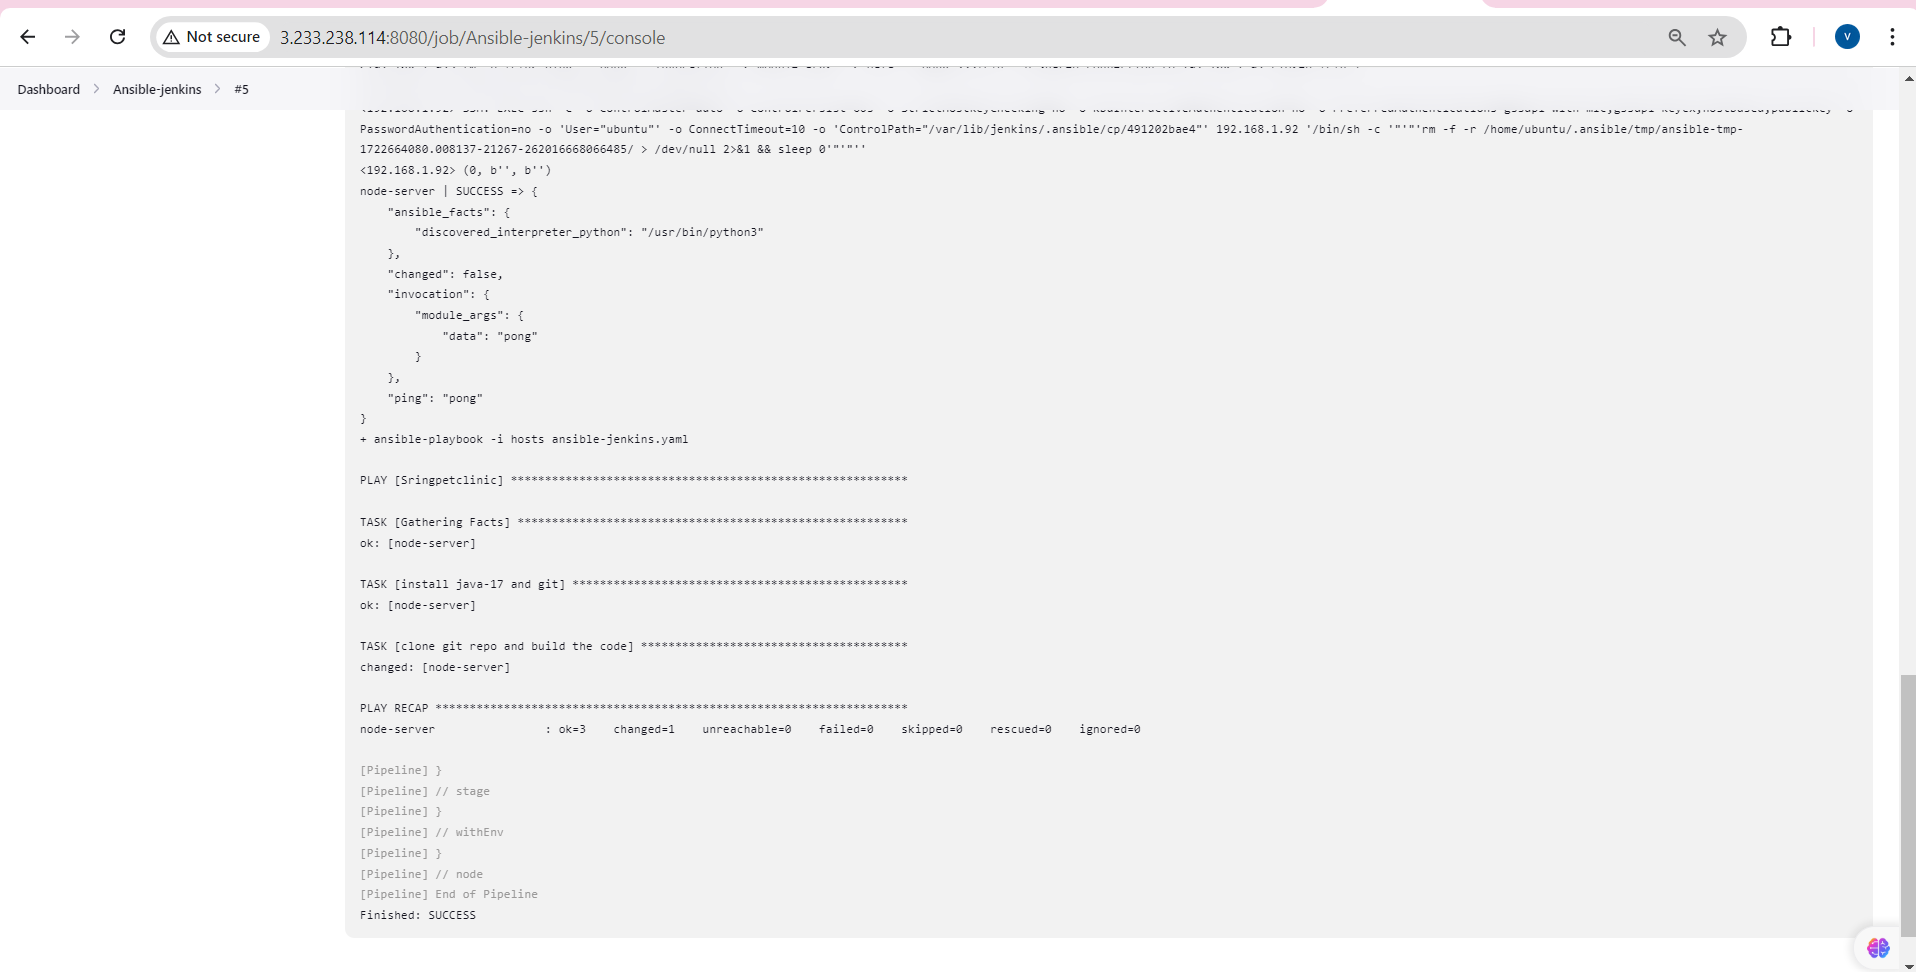 Not secure
3.233.238.114:8080/job/Ansible-jenkins/5/console
V
Dashboard > Ansible-jenkins > #5
PasswordAuthentication=no -o 'User="ubuntu"' -o ConnectTimeout=10 -o 'ControlPath="/var/lib/jenkins/.ansible/cp/491202bae4"' 192.168.1.92 '/bin/sh -c '"'"'rm -f -r /home/ubuntu/.ansible/tmp/ansible-tmp-
1722664080.008137-21267-262016668066485/ > /dev/null 2>&1 && sleep 0'"'"''
<192.168.1.92> (0, b'', b'')
node-server | SUCCESS => {
    "ansible_facts": {
        "discovered_interpreter_python": "/usr/bin/python3"
    },
    "changed": false,
    "invocation": {
        "module_args": {
            "data": "pong"
        }
    },
    "ping": "pong"
}
+ ansible-playbook -i hosts ansible-jenkins.yaml
PLAY [Sringpetclinic] **********************************************************
TASK [Gathering Facts] *********************************************************
ok: [node-server]
TASK [install java-17 and git] *************************************************
ok: [node-server]
TASK [clone git repo and build the code] ***************************************
changed: [node-server]
PLAY RECAP *********************************************************************
node-server                : ok=3    changed=1    unreachable=0    failed=0    skipped=0    rescued=0    ignored=0
[Pipeline] }
[Pipeline] // stage
[Pipeline] }
[Pipeline] // withEnv
[Pipeline] }
[Pipeline] // node
[Pipeline] End of Pipeline
Finished: SUCCESS